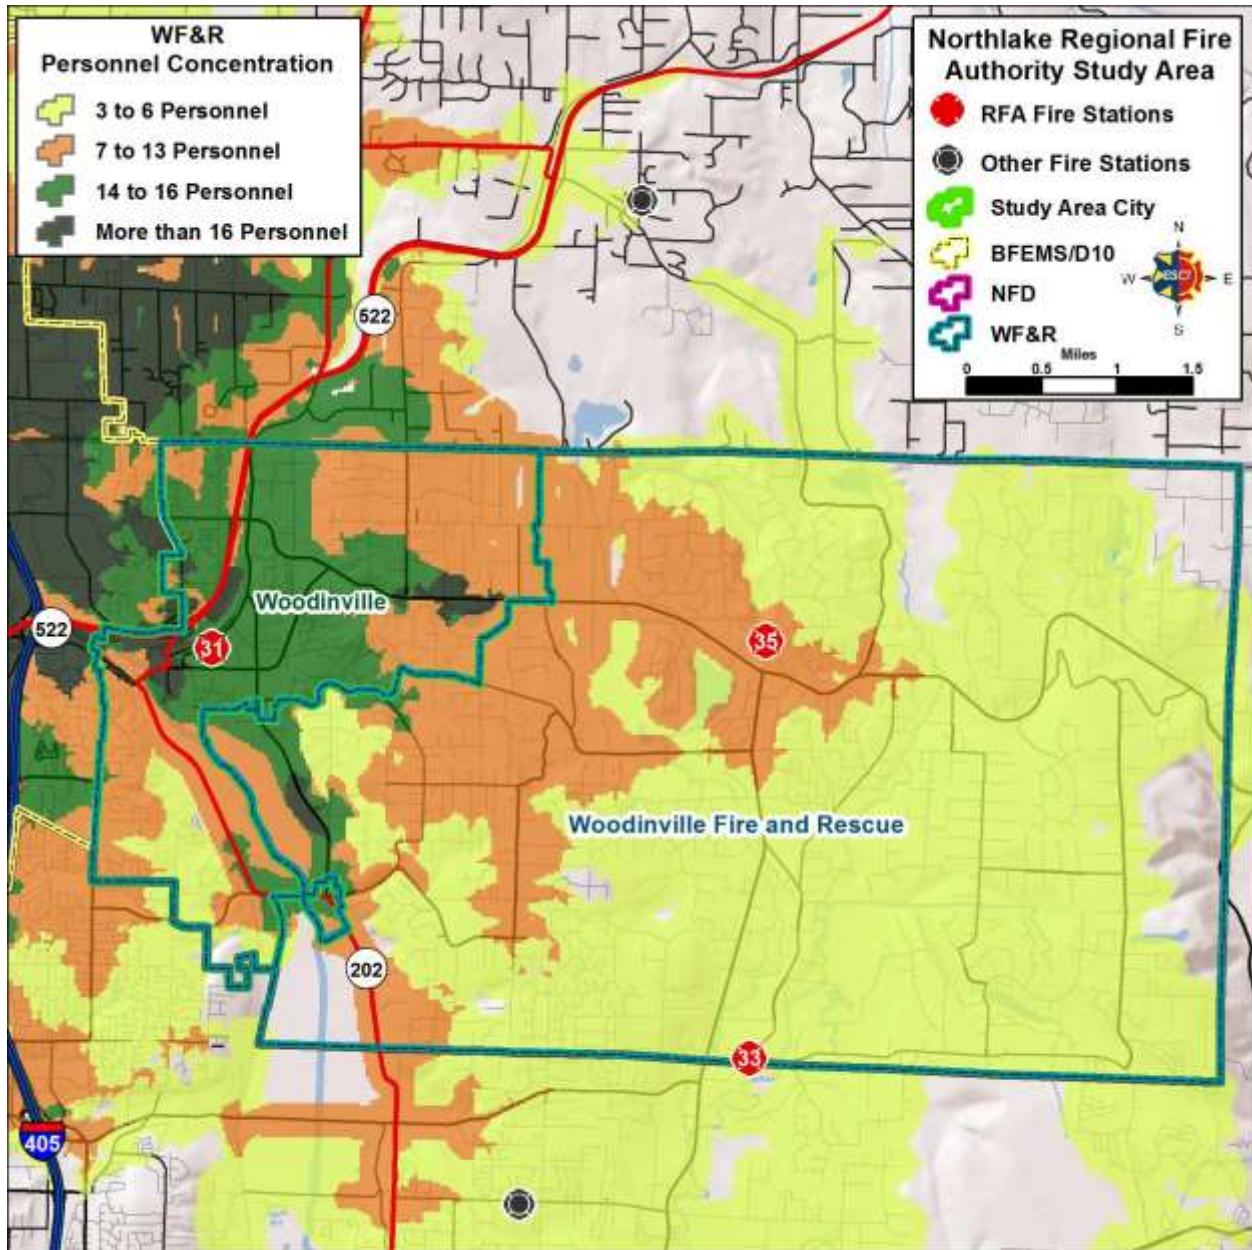 WF&R
Personnel Concentration
3 to 6 Personnel
7 to 13 Personnel
14 to 16 Personnel
More than 16 Personnel
Northlake Regional Fire
Authority Study Area
RFA Fire Stations
Other Fire Stations
Study Area City
BFEMS/D10
NFD
WF&R
N
W
E
S
Miles
0 0.5 1 1.5
522
Woodinville
522
31
35
Woodinville Fire and Rescue
202
33
405